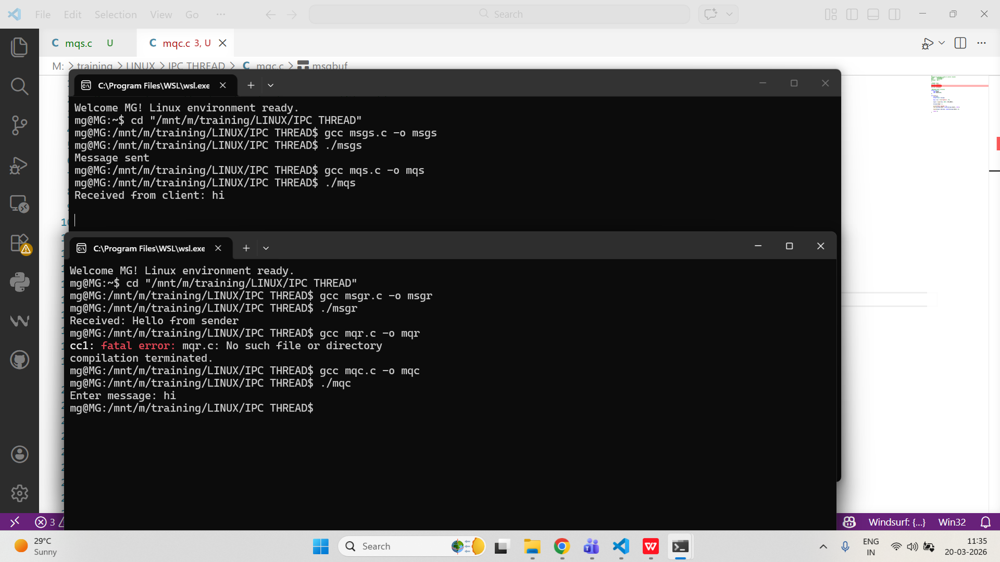 File Edit Selection View Go ···
Search
C mqs.c U
C mqc.c 3, U
M: > training > LINUX > IPC THREAD > C mqc.c > msgbuf
C:\Program Files\WSL\wsl.exe
Welcome MG! Linux environment ready.
mg@MG:~$ cd "/mnt/m/training/LINUX/IPC THREAD"
mg@MG:/mnt/m/training/LINUX/IPC THREAD$ gcc msgs.c -o msgs
mg@MG:/mnt/m/training/LINUX/IPC THREAD$ ./msgs
Message sent
mg@MG:/mnt/m/training/LINUX/IPC THREAD$ gcc mqs.c -o mqs
mg@MG:/mnt/m/training/LINUX/IPC THREAD$ ./mqs
Received from client: hi
C:\Program Files\WSL\wsl.exe
Welcome MG! Linux environment ready.
mg@MG:~$ cd "/mnt/m/training/LINUX/IPC THREAD"
mg@MG:/mnt/m/training/LINUX/IPC THREAD$ gcc msgr.c -o msgr
mg@MG:/mnt/m/training/LINUX/IPC THREAD$ ./msgr
Received: Hello from sender
mg@MG:/mnt/m/training/LINUX/IPC THREAD$ gcc mqr.c -o mqr
cc1: fatal error: mqr.c: No such file or directory
compilation terminated.
mg@MG:/mnt/m/training/LINUX/IPC THREAD$ gcc mqc.c -o mqc
mg@MG:/mnt/m/training/LINUX/IPC THREAD$ ./mqc
Enter message: hi
mg@MG:/mnt/m/training/LINUX/IPC THREAD$
3
Windsurf: {...} Win32
29°C
Sunny
Search
ENG
IN
11:35
20-03-2026